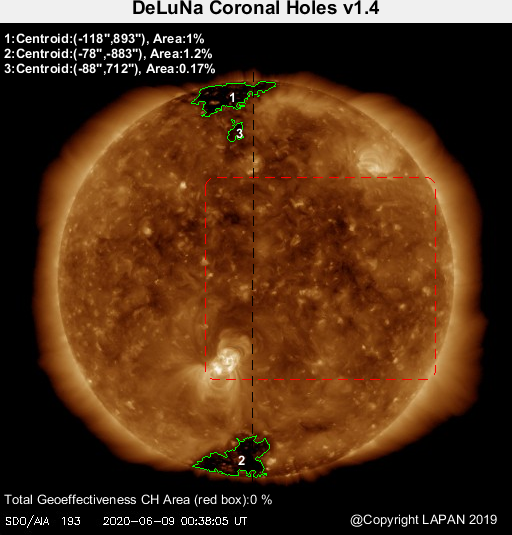 DeLuNa Coronal Holes v1.4
1:Centroid:(-118",893"), Area:1%
2:Centroid:(-78",-883"), Area:1.2%
3:Centroid:(-88",712"), Area:0.17%
1
3
2
Total Geoeffectiveness CH Area (red box):0 %
SDO/AIA 193 2020-06-09 00:38:05 UT
@Copyright LAPAN 2019